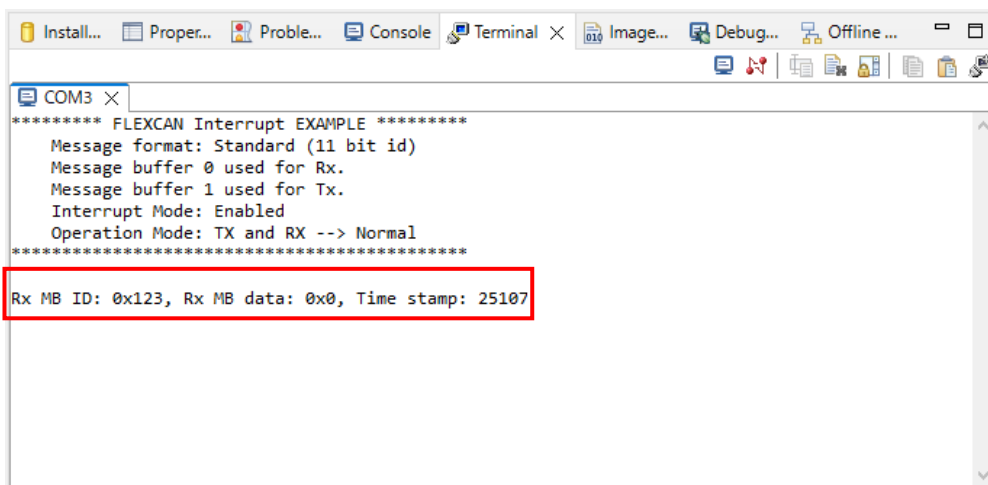 Install... Proper... Proble... Console Terminal Image... Debug... Offline ...
COM3
********* FLEXCAN Interrupt EXAMPLE *********
Message format: Standard (11 bit id)
Message buffer 0 used for Rx.
Message buffer 1 used for Tx.
Interrupt Mode: Enabled
Operation Mode: TX and RX --> Normal
*********************************************
Rx MB ID: 0x123, Rx MB data: 0x0, Time stamp: 25107